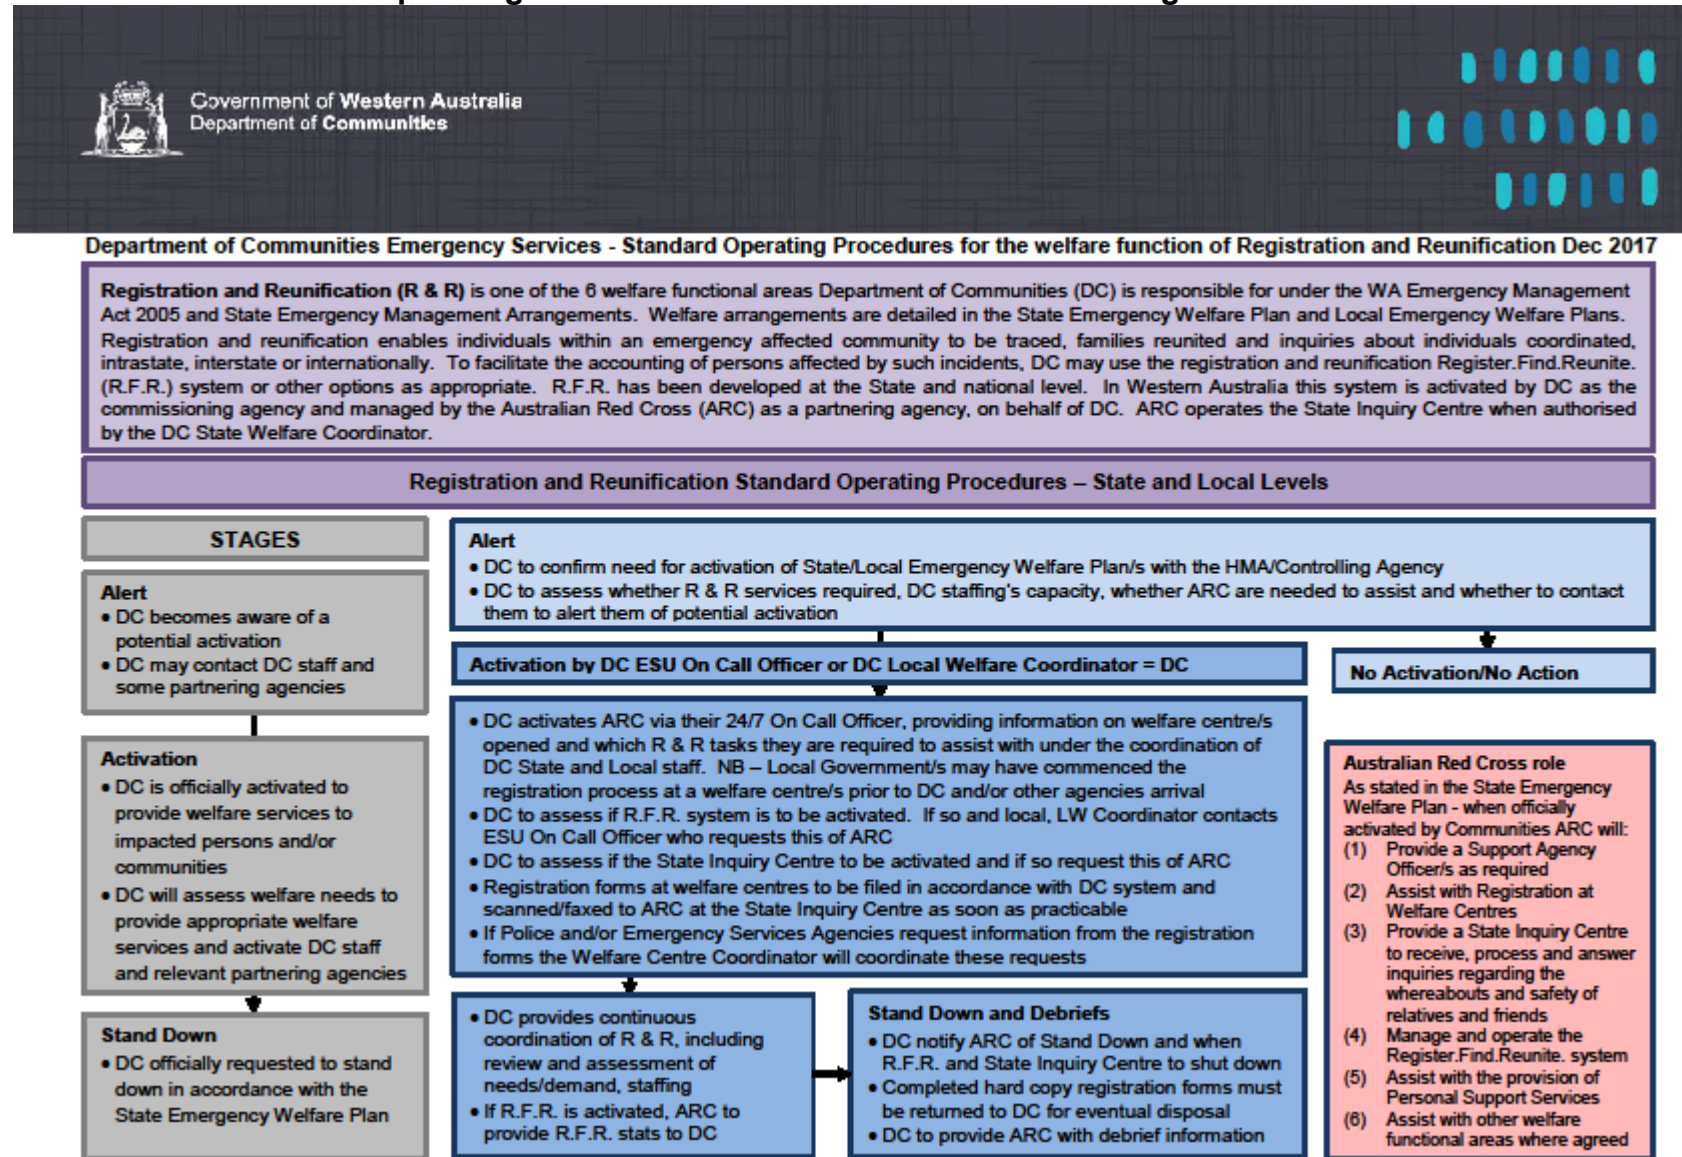 Government of Western Australia
Department of Communities
Department of Communities Emergency Services - Standard Operating Procedures for the welfare function of Registration and Reunification Dec 2017
Registration and Reunification (R & R) is one of the 6 welfare functional areas Department of Communities (DC) is responsible for under the WA Emergency Management
Act 2005 and State Emergency Management Arrangements. Welfare arrangements are detailed in the State Emergency Welfare Plan and Local Emergency Welfare Plans.
Registration and reunification enables individuals within an emergency affected community to be traced, families reunited and inquiries about individuals coordinated,
intrastate, interstate or internationally. To facilitate the accounting of persons affected by such incidents, DC may use the registration and reunification Register.Find.Reunite.
(R.F.R.) system or other options as appropriate. R.F.R. has been developed at the State and national level. In Western Australia this system is activated by DC as the
commissioning agency and managed by the Australian Red Cross (ARC) as a partnering agency, on behalf of DC. ARC operates the State Inquiry Centre when authorised
by the DC State Welfare Coordinator.
Registration and Reunification Standard Operating Procedures – State and Local Levels
STAGES
Alert
• DC becomes aware of a
potential activation
• DC may contact DC staff and
some partnering agencies
Activation
• DC is officially activated to
provide welfare services to
impacted persons and/or
communities
• DC will assess welfare needs to
provide appropriate welfare
services and activate DC staff
and relevant partnering agencies
Stand Down
• DC officially requested to stand
down in accordance with the
State Emergency Welfare Plan
Alert
• DC to confirm need for activation of State/Local Emergency Welfare Plan/s with the HMA/Controlling Agency
• DC to assess whether R & R services required, DC staffing's capacity, whether ARC are needed to assist and whether to contact
them to alert them of potential activation
Activation by DC ESU On Call Officer or DC Local Welfare Coordinator = DC
No Activation/No Action
• DC activates ARC via their 24/7 On Call Officer, providing information on welfare centre/s
opened and which R & R tasks they are required to assist with under the coordination of
DC State and Local staff. NB – Local Government/s may have commenced the
registration process at a welfare centre/s prior to DC and/or other agencies arrival
• DC to assess if R.F.R. system is to be activated. If so and local, LW Coordinator contacts
ESU On Call Officer who requests this of ARC
• DC to assess if the State Inquiry Centre to be activated and if so request this of ARC
• Registration forms at welfare centres to be filed in accordance with DC system and
scanned/faxed to ARC at the State Inquiry Centre as soon as practicable
• If Police and/or Emergency Services Agencies request information from the registration
forms the Welfare Centre Coordinator will coordinate these requests
• DC provides continuous
coordination of R & R, including
review and assessment of
needs/demand, staffing
• If R.F.R. is activated, ARC to
provide R.F.R. stats to DC
Stand Down and Debriefs
• DC notify ARC of Stand Down and when
R.F.R. and State Inquiry Centre to shut down
• Completed hard copy registration forms must
be returned to DC for eventual disposal
• DC to provide ARC with debrief information
Australian Red Cross role
As stated in the State Emergency
Welfare Plan - when officially
activated by Communities ARC will:
(1) Provide a Support Agency
Officer/s as required
(2) Assist with Registration at
Welfare Centres
(3) Provide a State Inquiry Centre
to receive, process and answer
inquiries regarding the
whereabouts and safety of
relatives and friends
(4) Manage and operate the
Register.Find.Reunite. system
(5) Assist with the provision of
Personal Support Services
(6) Assist with other welfare
functional areas where agreed